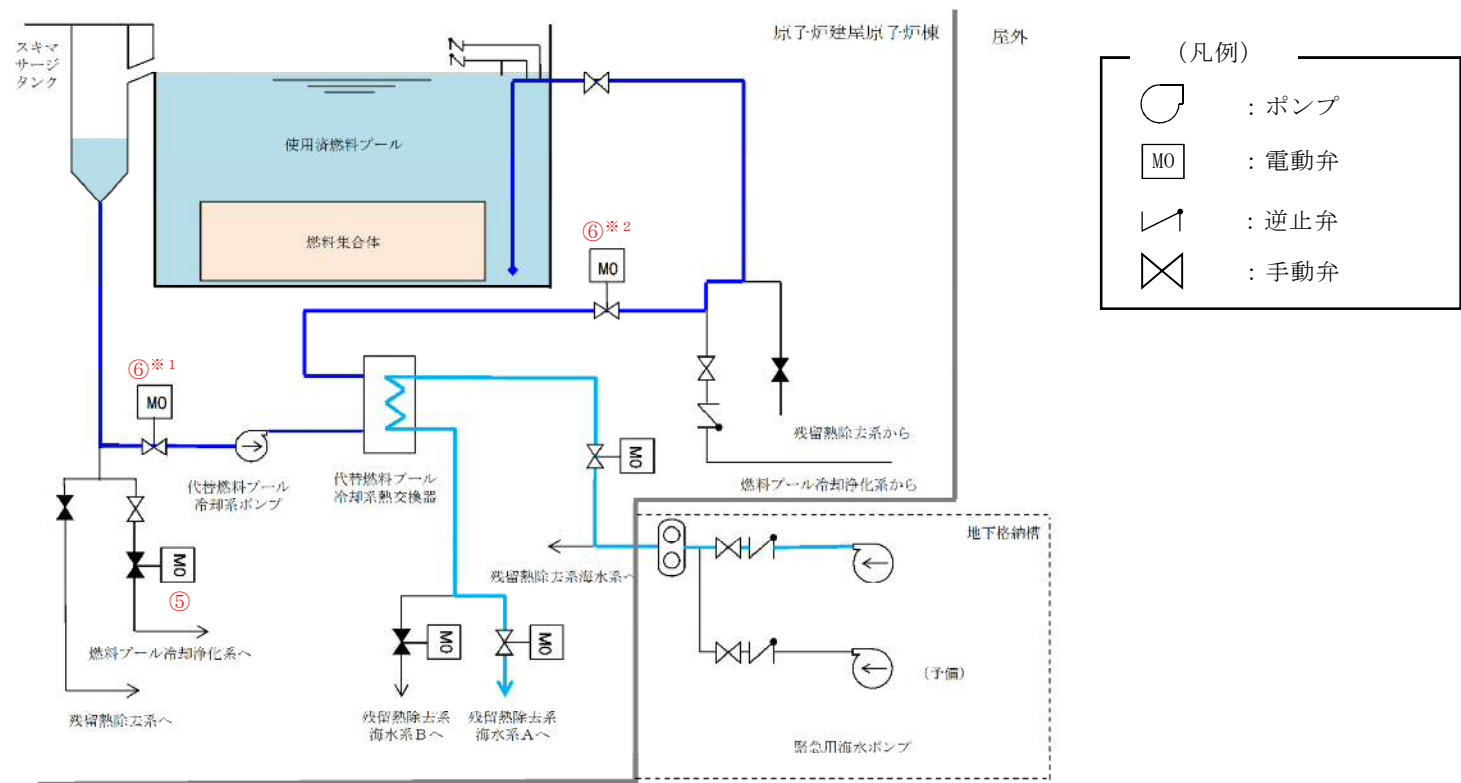 原子炉建屋原子炉棟
屋外
(凡例)
：ポンプ
MO
：電動弁
：逆止弁
：手動弁
スキマ
サージ
タンク
使用済燃料プール
燃料集合体
⑥※2
MO
⑥※1
MO
代替燃料プール
冷却系ポンプ
代替燃料プール
冷却系熱交換器
MO
残留熱除去系から
燃料プール冷却浄化系から
MO
⑤
燃料プール冷却浄化系へ
残留熱除去系へ
残留熱除去系海水系へ
MO
MO
残留熱除去系
海水系Bへ
残留熱除去系
海水系Aへ
地下格納槽
(予備)
緊急用海水ポンプ